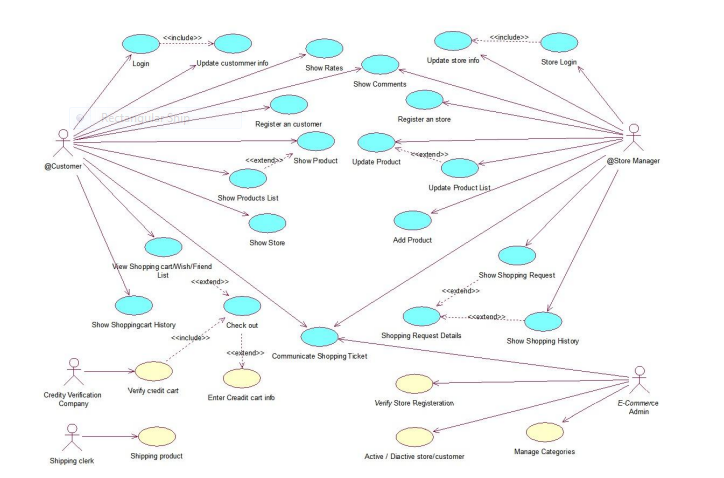 <<include>>
<<include>>
Login
Update custommer info
Show Rates
Update store info
Store Login
Show Comments
Rectangular Snip
Register an customer
Register an store
<<extend>>
Show Product
Update Product
<<extend>>
@Customer
@Store Manager
Update Product List
Show Products List
Show Store
Add Product
View Shopping cart/Wish/Friend
List
Show Shopping Request
<<extend>>
<<extend>>
Show Shoppingcart History
Check out
<<extend>>
Shopping Request Details
Show Shopping History
<<include>>
<<extend>>
Communicate Shopping Ticket
Credity Verification
Company
Verify credit cart
Enter Creadit cart info
Verify Store Registeration
E-Commerce
Admin
Shipping clerk
Shipping product
Active / Diactive store/customer
Manage Categories